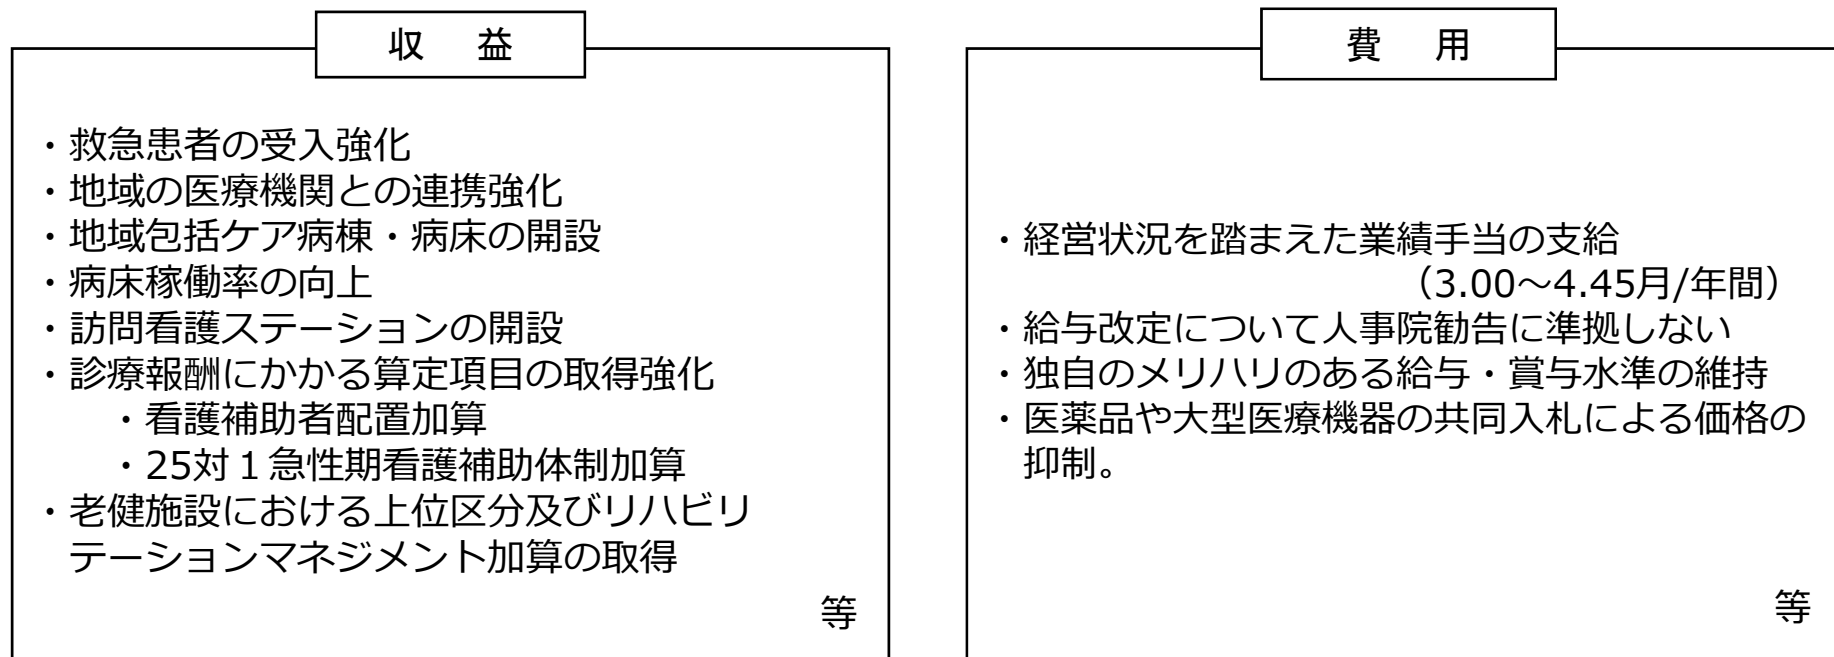 収　益
・救急患者の受入強化
・地域の医療機関との連携強化
・地域包括ケア病棟・病床の開設
・病床稼働率の向上
・訪問看護ステーションの開設
・診療報酬にかかる算定項目の取得強化
・看護補助者配置加算
・25対１急性期看護補助体制加算
・老健施設における上位区分及びリハビリ
テーションマネジメント加算の取得
等
費　用
・経営状況を踏まえた業績手当の支給
（3.00～4.45月/年間）
・給与改定について人事院勧告に準拠しない
・独自のメリハリのある給与・賞与水準の維持
・医薬品や大型医療機器の共同入札による価格の
抑制。
等